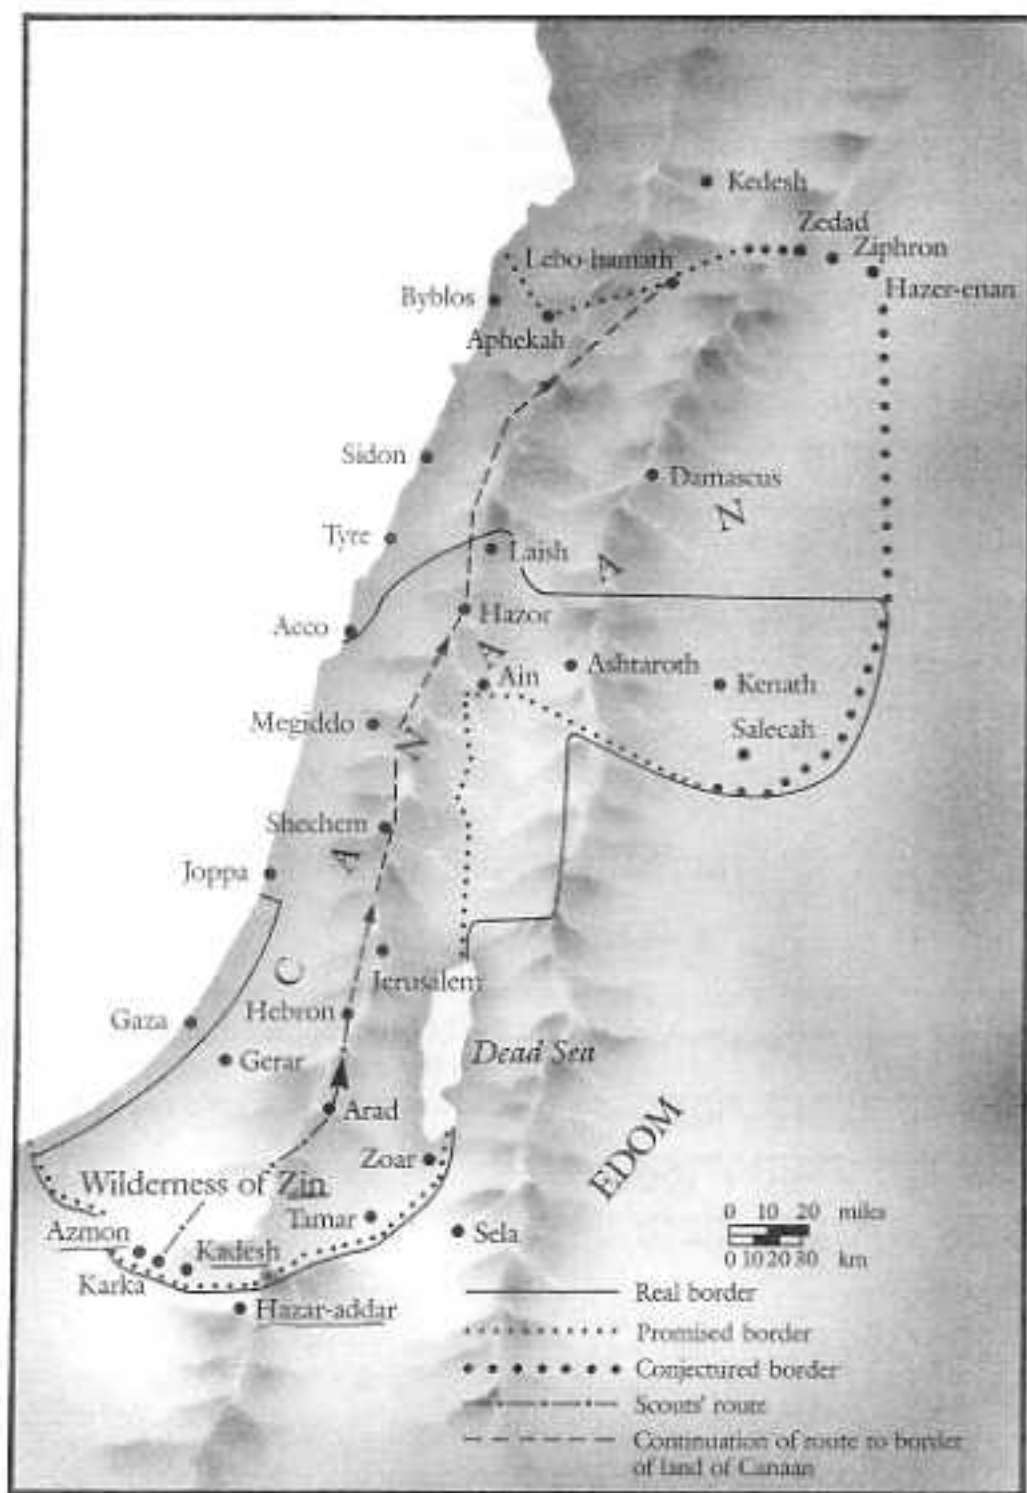 Kedesh
Zedad
Ziphron
Lebo-hamath
Hazer-enan
Byblos
Aphekah
Sidon
Damascus
Tyre
Laish
Acco
Hazor
Ashtaroth
Ain
Kenath
Megiddo
Salecah
Shechem
Joppa
Jerusalem
Gaza
Hebron
Gerar
Dead Sea
Arad
Zoar
EDOM
Wilderness of Zin
Tamar
Azmon
Sela
Kadesh
Karka
Hazar-addar
CANAAN
0 10 20 miles
0 10 20 30 km
Real border
Promised border
Conjectured border
Scouts' route
Continuation of route to border
of land of Canaan